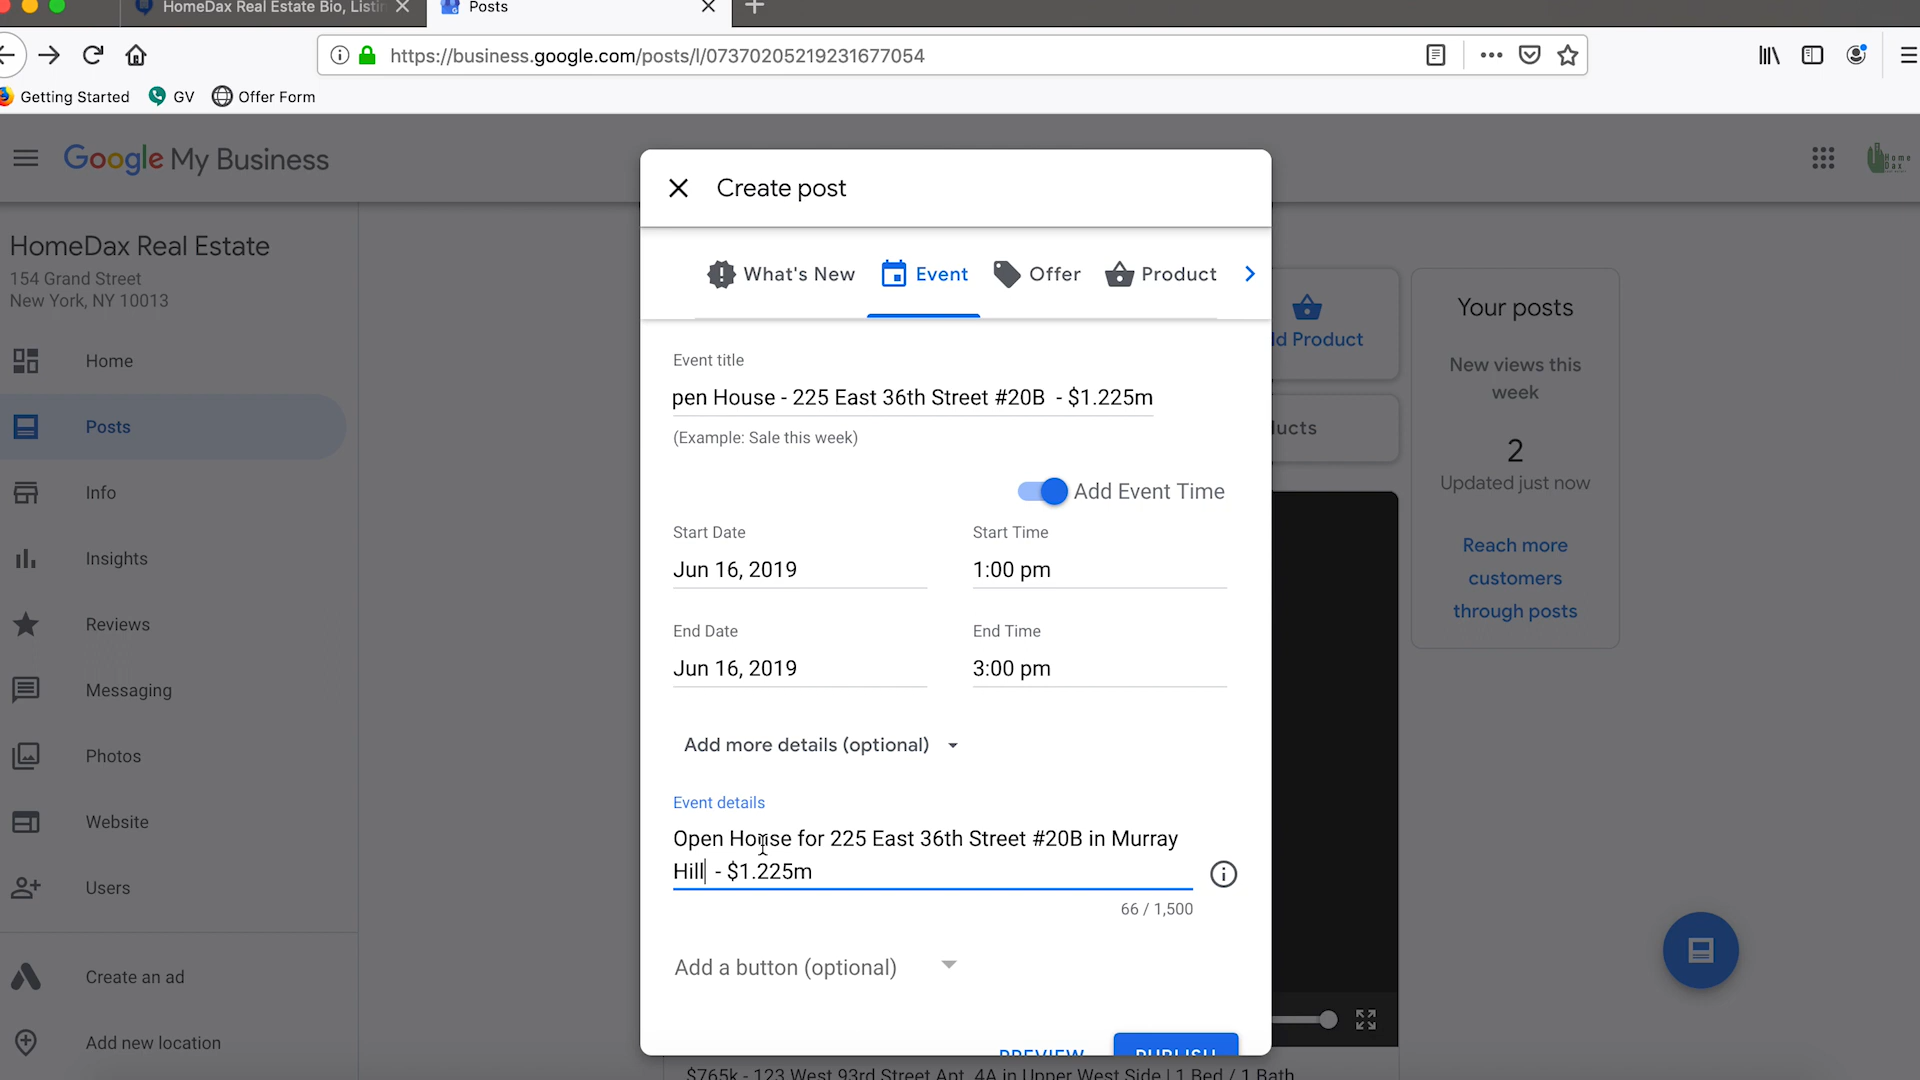 HomeDax Real Estate Bio, Listin
Posts
https://business.google.com/posts/l/07370205219231677054
Getting Started
GV
Offer Form
Google My Business
Home
Dax
HomeDax Real Estate
154 Grand Street
New York, NY 10013
Home
Posts
Info
Insights
Reviews
Messaging
Photos
Website
Users
Create an ad
Add new location
Create post
What's New
Event
Offer
Product
Event title
pen House - 225 East 36th Street #20B - $1.225m
(Example: Sale this week)
Add Event Time
Start Date
Start Time
Jun 16, 2019
1:00 pm
End Date
End Time
Jun 16, 2019
3:00 pm
Add more details (optional)
Event details
Open House for 225 East 36th Street #20B in Murray
Hill - $1.225m
66 / 1,500
Add a button (optional)
PREVIEW
PUBLISH
d Product
ucts
Your posts
New views this
week
2
Updated just now
Reach more
customers
through posts
$765k - 123 West 93rd Street Apt. 4A in Upper West Side | 1 Bed / 1 Bath